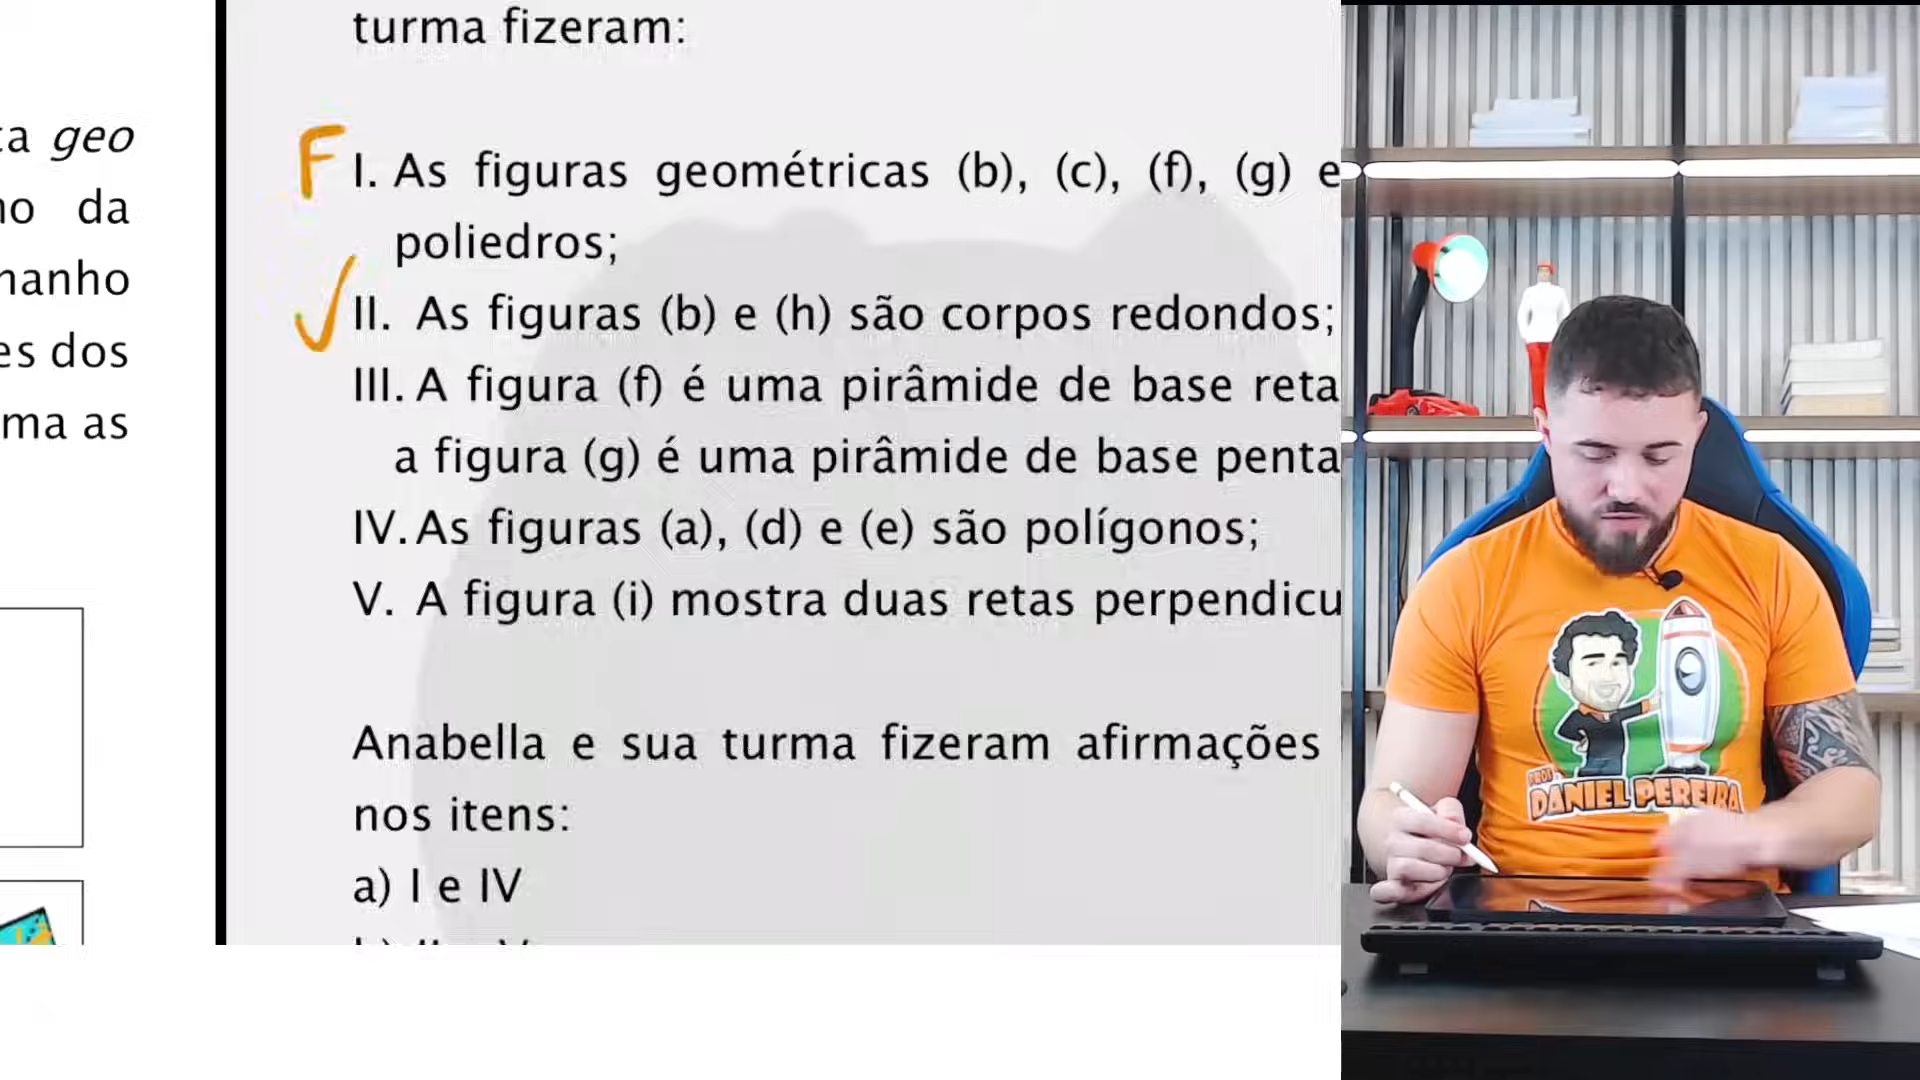 geo
da
es dos
ma as
turma fizeram:
F
I. As figuras geométricas (b), (c), (f), (g) e
poliedros;
II. As figuras (b) e (h) são corpos redondos;
III. A figura (f) é uma pirâmide de base reta
a figura (g) é uma pirâmide de base penta
IV. As figuras (a), (d) e (e) são polígonos;
V. A figura (i) mostra duas retas perpendicu
Anabella e sua turma fizeram afirmações
nos itens:
a) I e IV
PROF.
DANIEL PEREIRA